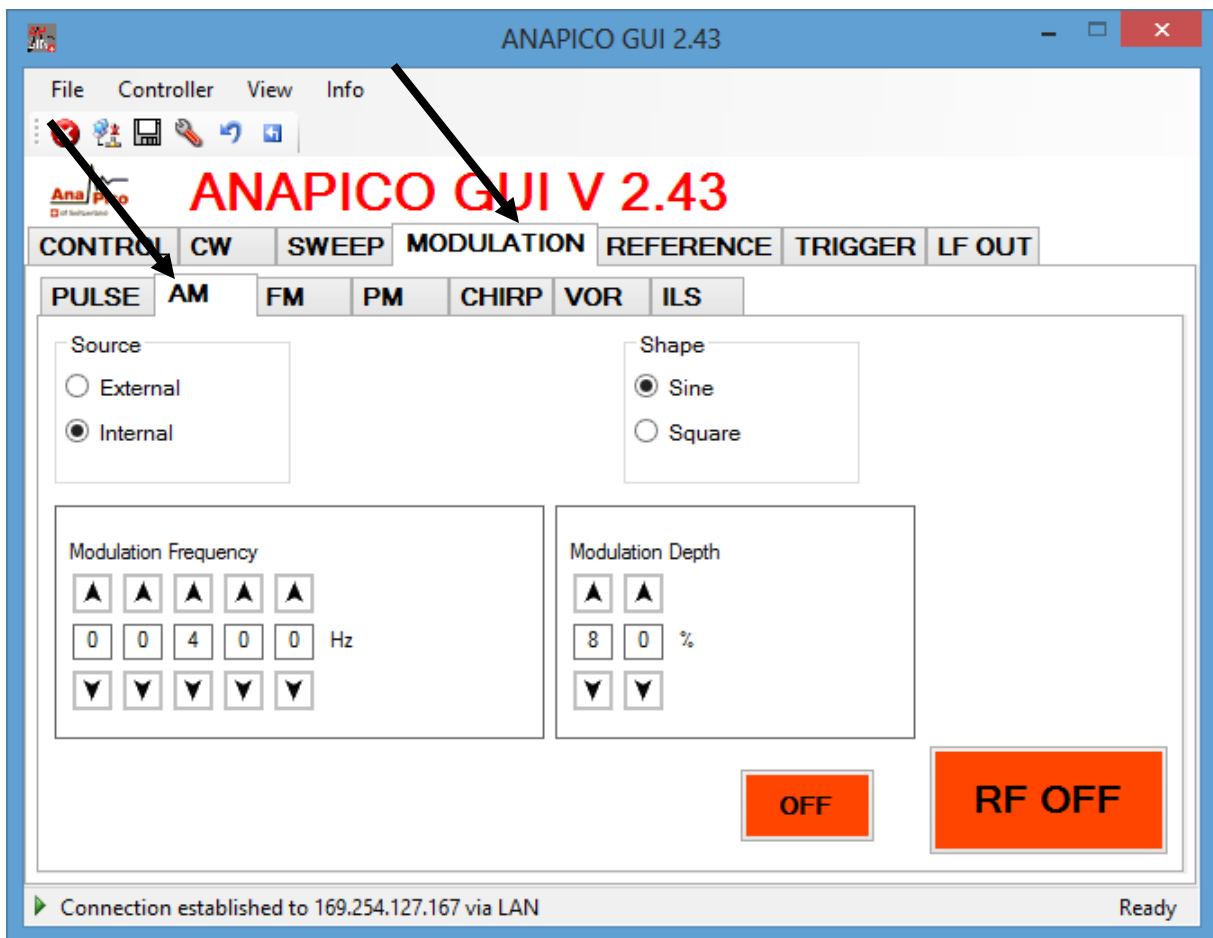 ANAPICO GUI 2.43
File Controller View Info
Ana Pico
ANAPICO GUI V 2.43
CONTROL CW SWEEP MODULATION REFERENCE TRIGGER LF OUT
PULSE AM FM PM CHIRP VOR ILS
Source
External
Internal
Shape
Sine
Square
Modulation Frequency
0 0 4 0 0 Hz
Modulation Depth
8 0 %
OFF
RF OFF
Connection established to 169.254.127.167 via LAN Ready